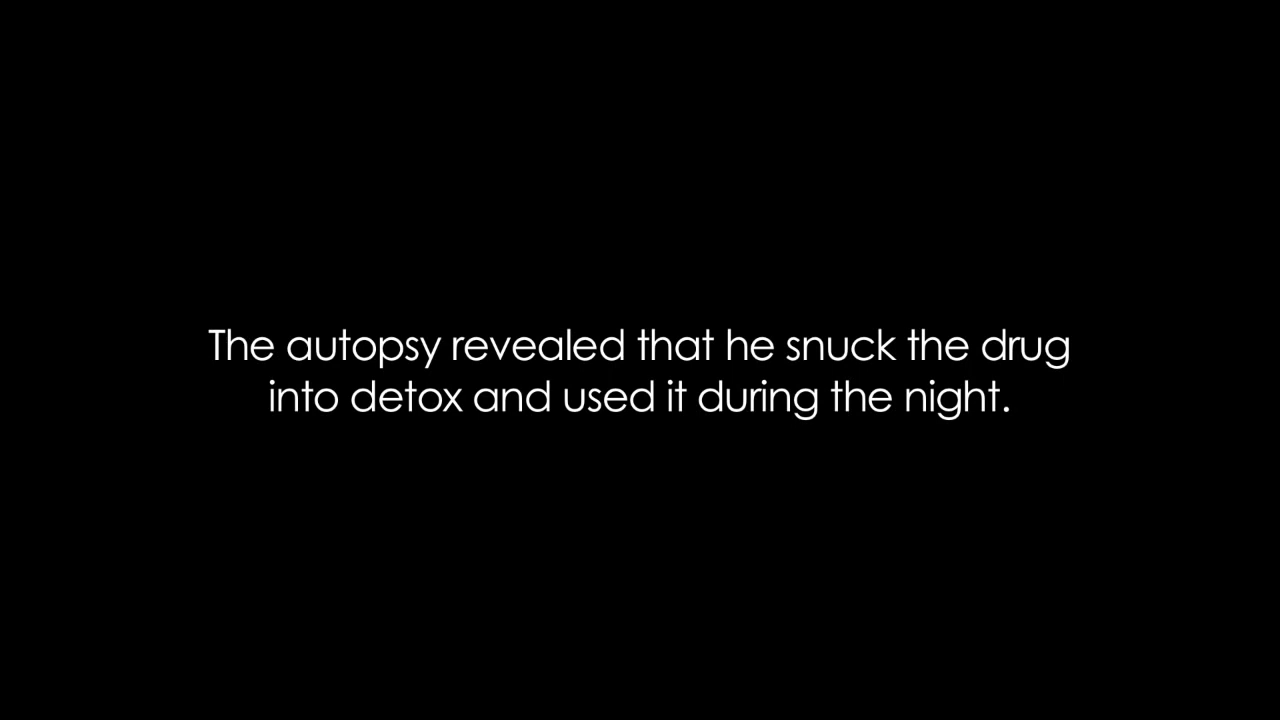 The autopsy revealed that he snuck the drug
into detox and used it during the night.